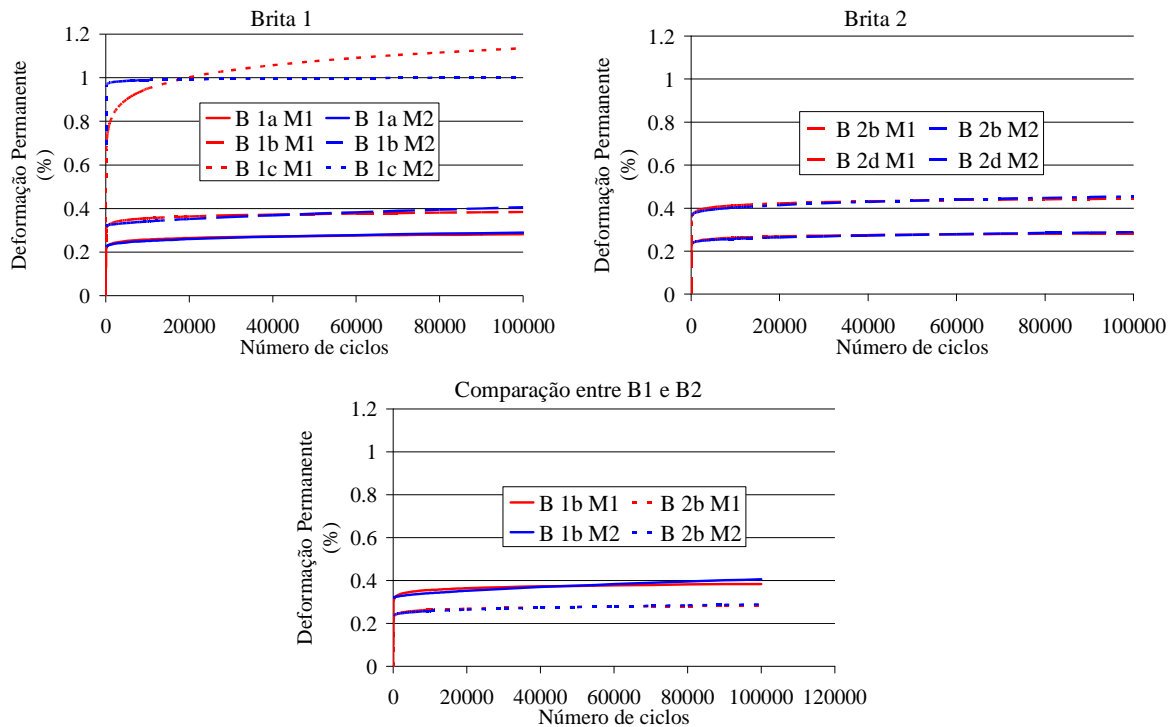 Brita 1
Deformação Permanente
(%)
1.2
1
0.8
0.6
0.4
0.2
0
B 1a M1
B 1a M2
B 1b M1
B 1b M2
B 1c M1
B 1c M2
0 20000 40000 60000 80000 100000
Número de ciclos
Brita 2
Deformação Permanente
(%)
1.2
1
0.8
0.6
0.4
0.2
0
B 2b M1
B 2b M2
B 2d M1
B 2d M2
0 20000 40000 60000 80000 100000
Número de ciclos
Comparação entre B1 e B2
Deformação Permanente
(%)
1.2
1
0.8
0.6
0.4
0.2
0
B 1b M1
B 2b M1
B 1b M2
B 2b M2
0 20000 40000 60000 80000 100000 120000
Número de ciclos